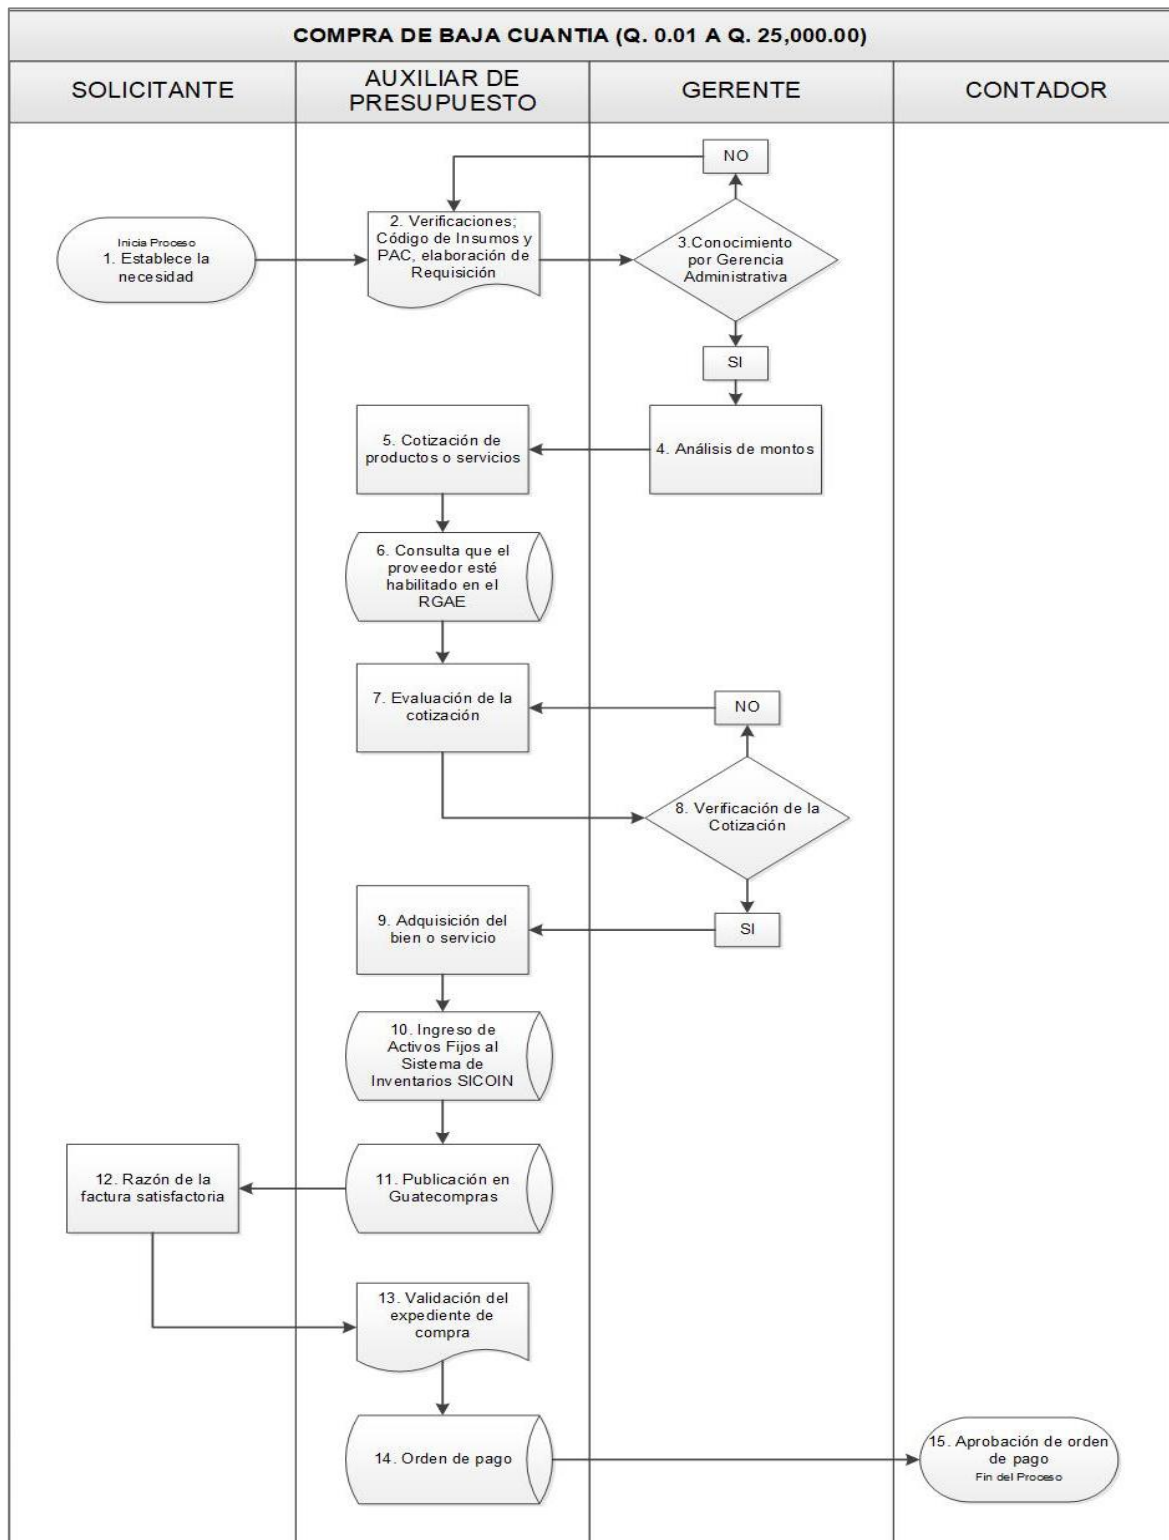 COMPRA DE BAJA CUANTIA (Q. 0.01 A Q. 25,000.00)
SOLICITANTE
AUXILIAR DE
PRESUPUESTO
GERENTE
CONTADOR
NO
Inicia Proceso
1. Establece la
necesidad
2. Verificaciones;
Código de Insumos y
PAC, elaboración de
Requisición
3.Conocimiento
por Gerencia
Administrativa
SI
4. Análisis de montos
5. Cotización de
productos o servicios
6. Consulta que el
proveedor esté
habilitado en el
RGAE
7. Evaluación de la
cotización
NO
8. Verificación de la
Cotización
SI
9. Adquisición del
bien o servicio
10. Ingreso de
Activos Fijos al
Sistema de
Inventarios SICOIN
11. Publicación en
Guatecompras
12. Razón de la
factura satisfactoria
13. Validación del
expediente de
compra
14. Orden de pago
15. Aprobación de orden
de pago
Fin del Proceso